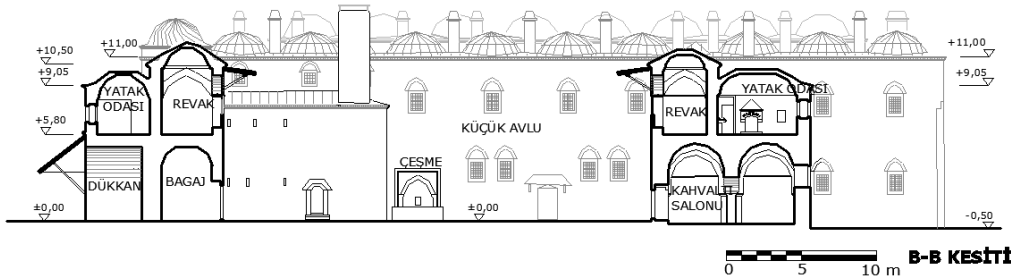 +10,50
+11,00
+11,00
+9,05
+9,05
YATAK
ODASI
REVAK
REVAK
YATAK ODASI
+5,80
KÜÇÜK AVLU
ÇEŞME
DÜKKAN
BAGAJ
KAHVALTI
SALONU
±0,00
±0,00
-0,50
B-B KESİTİ
0 5 10 m